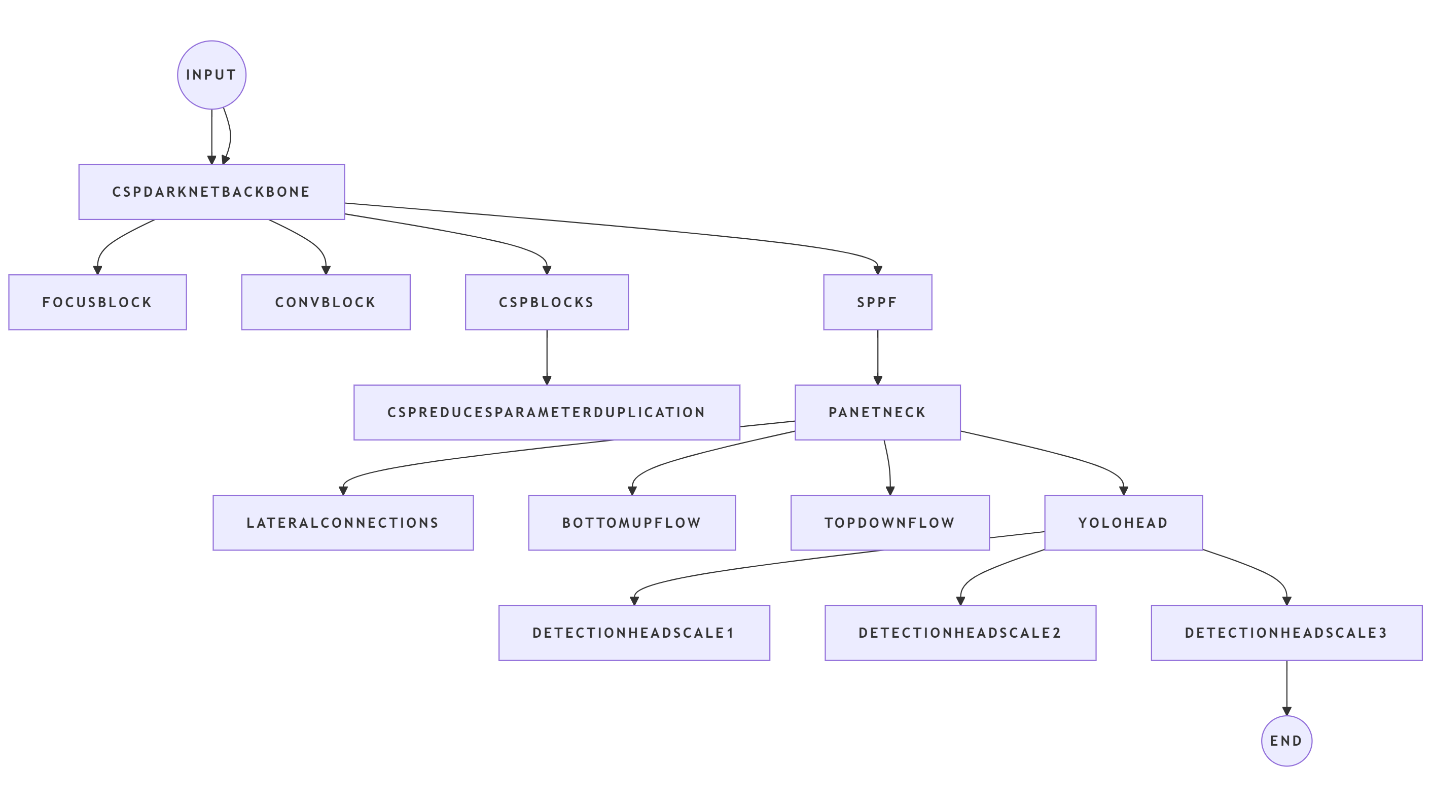 INPUT
CSPDARKNETBACKBONE
FOCUSBLOCK
CONVBLOCK
CSPBLOCKS
SPPF
CSPREDUCESPARAMETERDUPLICATION
PANETNECK
LATERALCONNECTIONS
BOTTOMUPFLOW
TOPDOWNFLOW
YOLOHEAD
DETECTIONHEADSCALE1
DETECTIONHEADSCALE2
DETECTIONHEADSCALE3
END